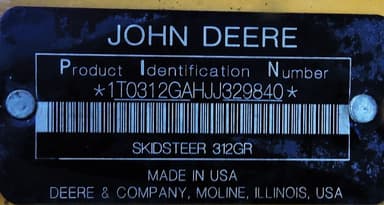 JOHN DEERE
Product Identification Number
*1T0312GAHJJ329840*
SKIDSTEER 312GR
MADE IN USA
DEERE & COMPANY, MOLINE, ILLINOIS, USA